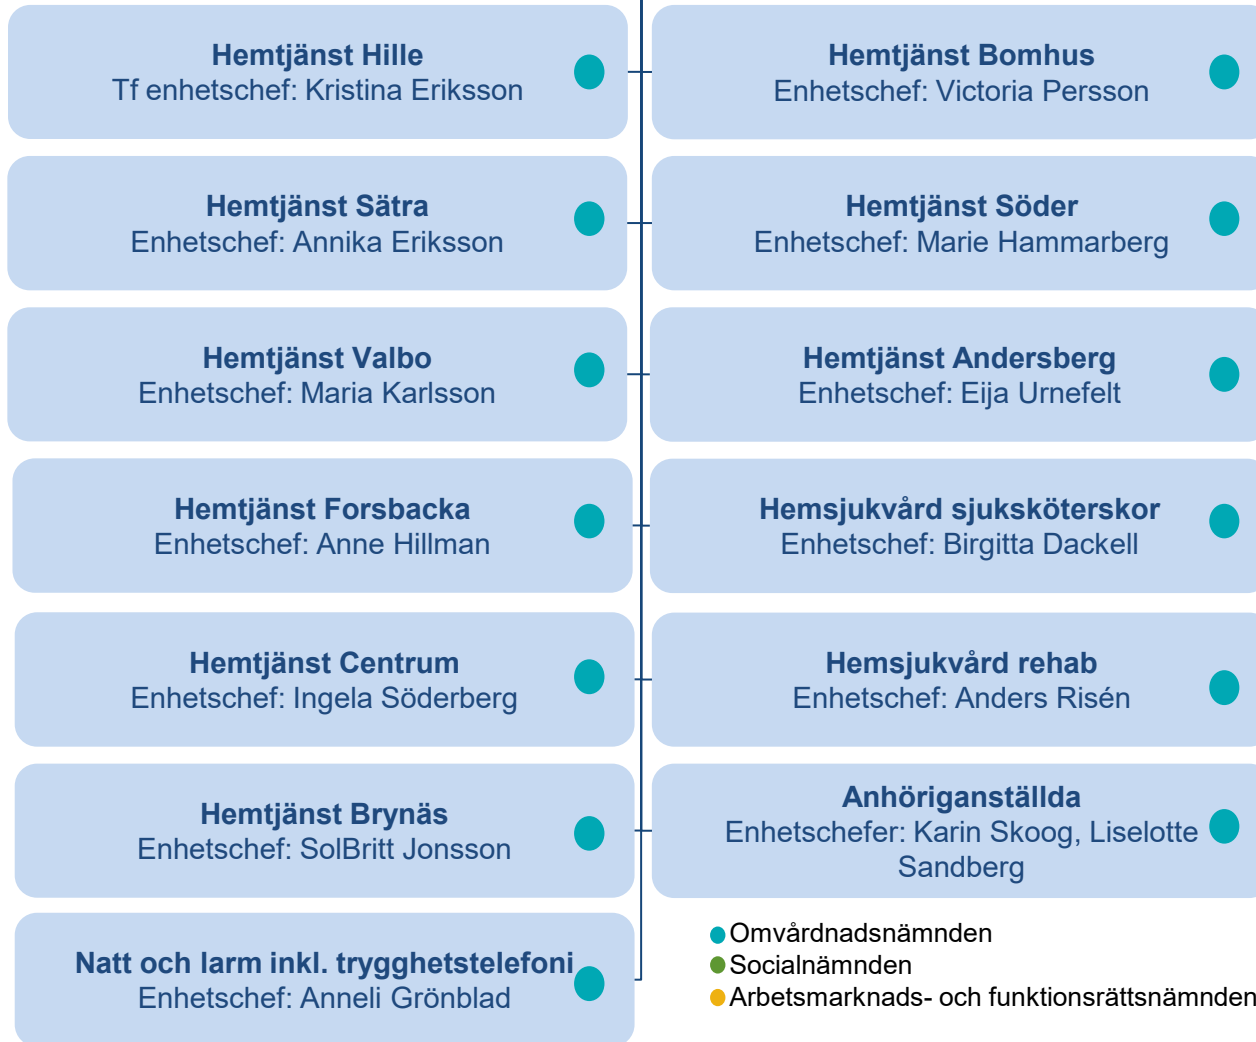 Hemtjänst Hille
Tf enhetschef: Kristina Eriksson
Hemtjänst Bomhus
Enhetschef: Victoria Persson
Hemtjänst Sätra
Enhetschef: Annika Eriksson
Hemtjänst Söder
Enhetschef: Marie Hammarberg
Hemtjänst Valbo
Enhetschef: Maria Karlsson
Hemtjänst Andersberg
Enhetschef: Eija Urnefelt
Hemtjänst Forsbacka
Enhetschef: Anne Hillman
Hemsjukvård sjuksköterskor
Enhetschef: Birgitta Dackell
Hemtjänst Centrum
Enhetschef: Ingela Söderberg
Hemsjukvård rehab
Enhetschef: Anders Risén
Hemtjänst Brynäs
Enhetschef: SolBritt Jonsson
Anhöriganställda
Enhetschefer: Karin Skoog, Liselotte
Sandberg
Natt och larm inkl. trygghetstelefoni
Enhetschef: Anneli Grönblad
Omvårdnadsnämnden
Socialnämnden
Arbetsmarknads- och funktionsrättsnämnden